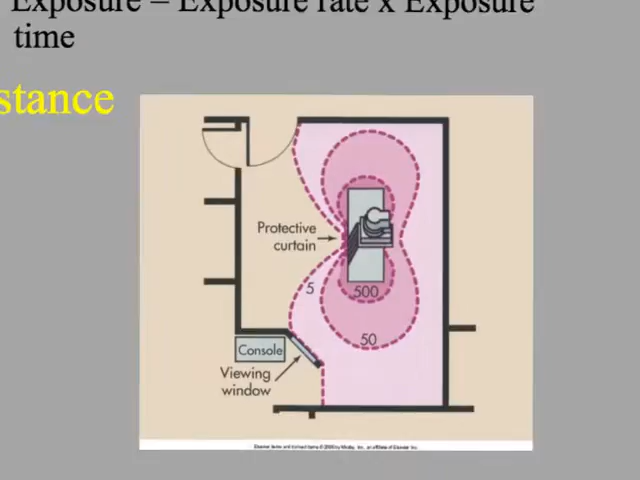 Exposure = Exposure rate x Exposure
time
stance
Protective
curtain
5
500
50
Console
Viewing
window